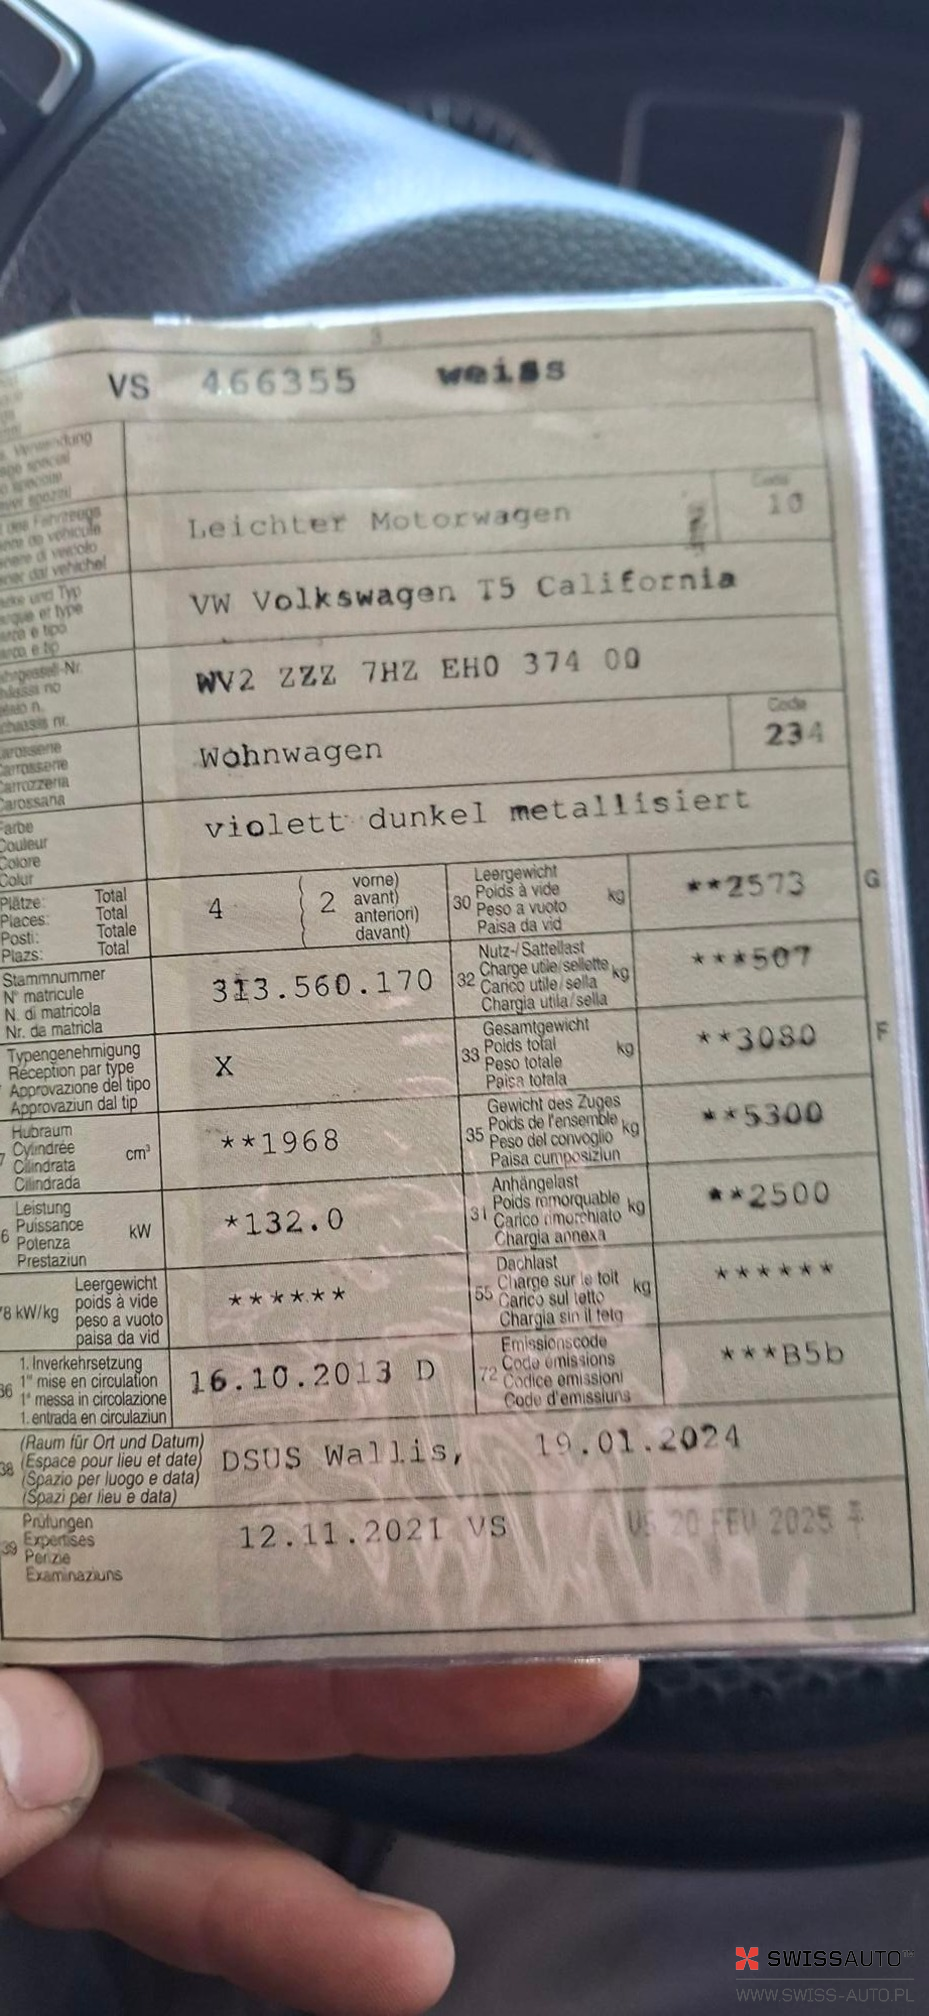 VS 466355 weiss
Code
Leichter Motorwagen 10
VW Volkswagen T5 California
WV2 ZZZ 7HZ EH0 374 00
Code
Wohnwagen 234
Farbe
Couleur
Colore
Colur
violett dunkel metallisiert
Plätze: Total
Places: Total
Posti: Totale
Plazs: Total
4 ( 2 vorne)
avant)
anteriori)
davant)
30 Leergewicht
Poids à vide kg
Peso a vuoto
Paisa da vid
**2573 G
Stammnummer
N° matricule
N. di matricola
Nr. da matricla
313.560.170
32 Nutz-/Sattellast
Charge utile/sellette kg
Carico utile/sella
Chargia utila/sella
***507
Typengenehmigung
Réception par type
Approvazione del tipo
Approvaziun dal tip
X
33 Gesamtgewicht
Poids total kg
Peso totale
Paisa totala
**3080 F
Hubraum
Cylindrée cm³
Cilindrata
Cilindrada
**1968
35 Gewicht des Zuges
Poids de l'ensemble kg
Peso del convoglio
Paisa cumposiziun
**5300
Leistung
Puissance kW
Potenza
Prestaziun
*132.0
31 Anhängelast
Poids remorquable kg
Carico rimorchiato
Chargia annexa
**2500
kW/kg Leergewicht
poids à vide
peso a vuoto
paisa da vid
******
55 Dachlast
Charge sur le toit kg
Carico sul tetto
Chargia sin il tetg
******
36 1. Inverkehrsetzung
1re mise en circulation
1a messa in circolazione
1. entrada en circulaziun
16.10.2013 D
72 Emissionscode
Code émissions
Codice emissioni
Code d'emissiuns
***B5b
38 (Raum für Ort und Datum)
(Espace pour lieu et date)
(Spazio per luogo e data)
(Spazi per lieu e data)
DSUS Wallis, 19.01.2024
39 Prüfungen
Expertises
Perizie
Examinaziuns
12.11.2021 VS VS 20 FEV 2025
SWISSAUTO
WWW.SWISS-AUTO.PL